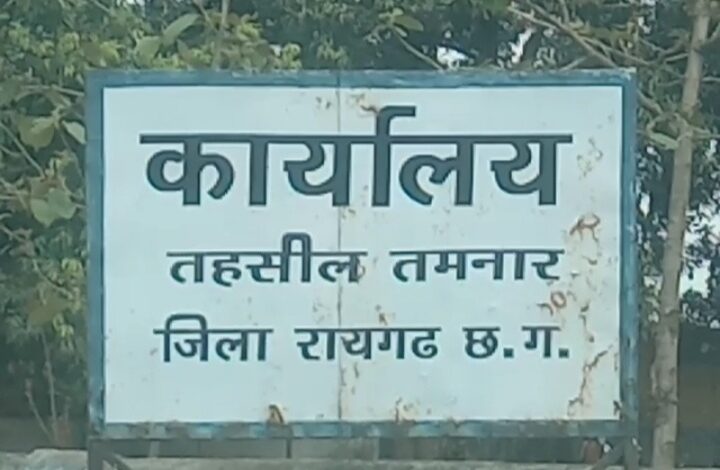 कार्यालय
तहसील तमनार
जिला रायगढ छ.ग.